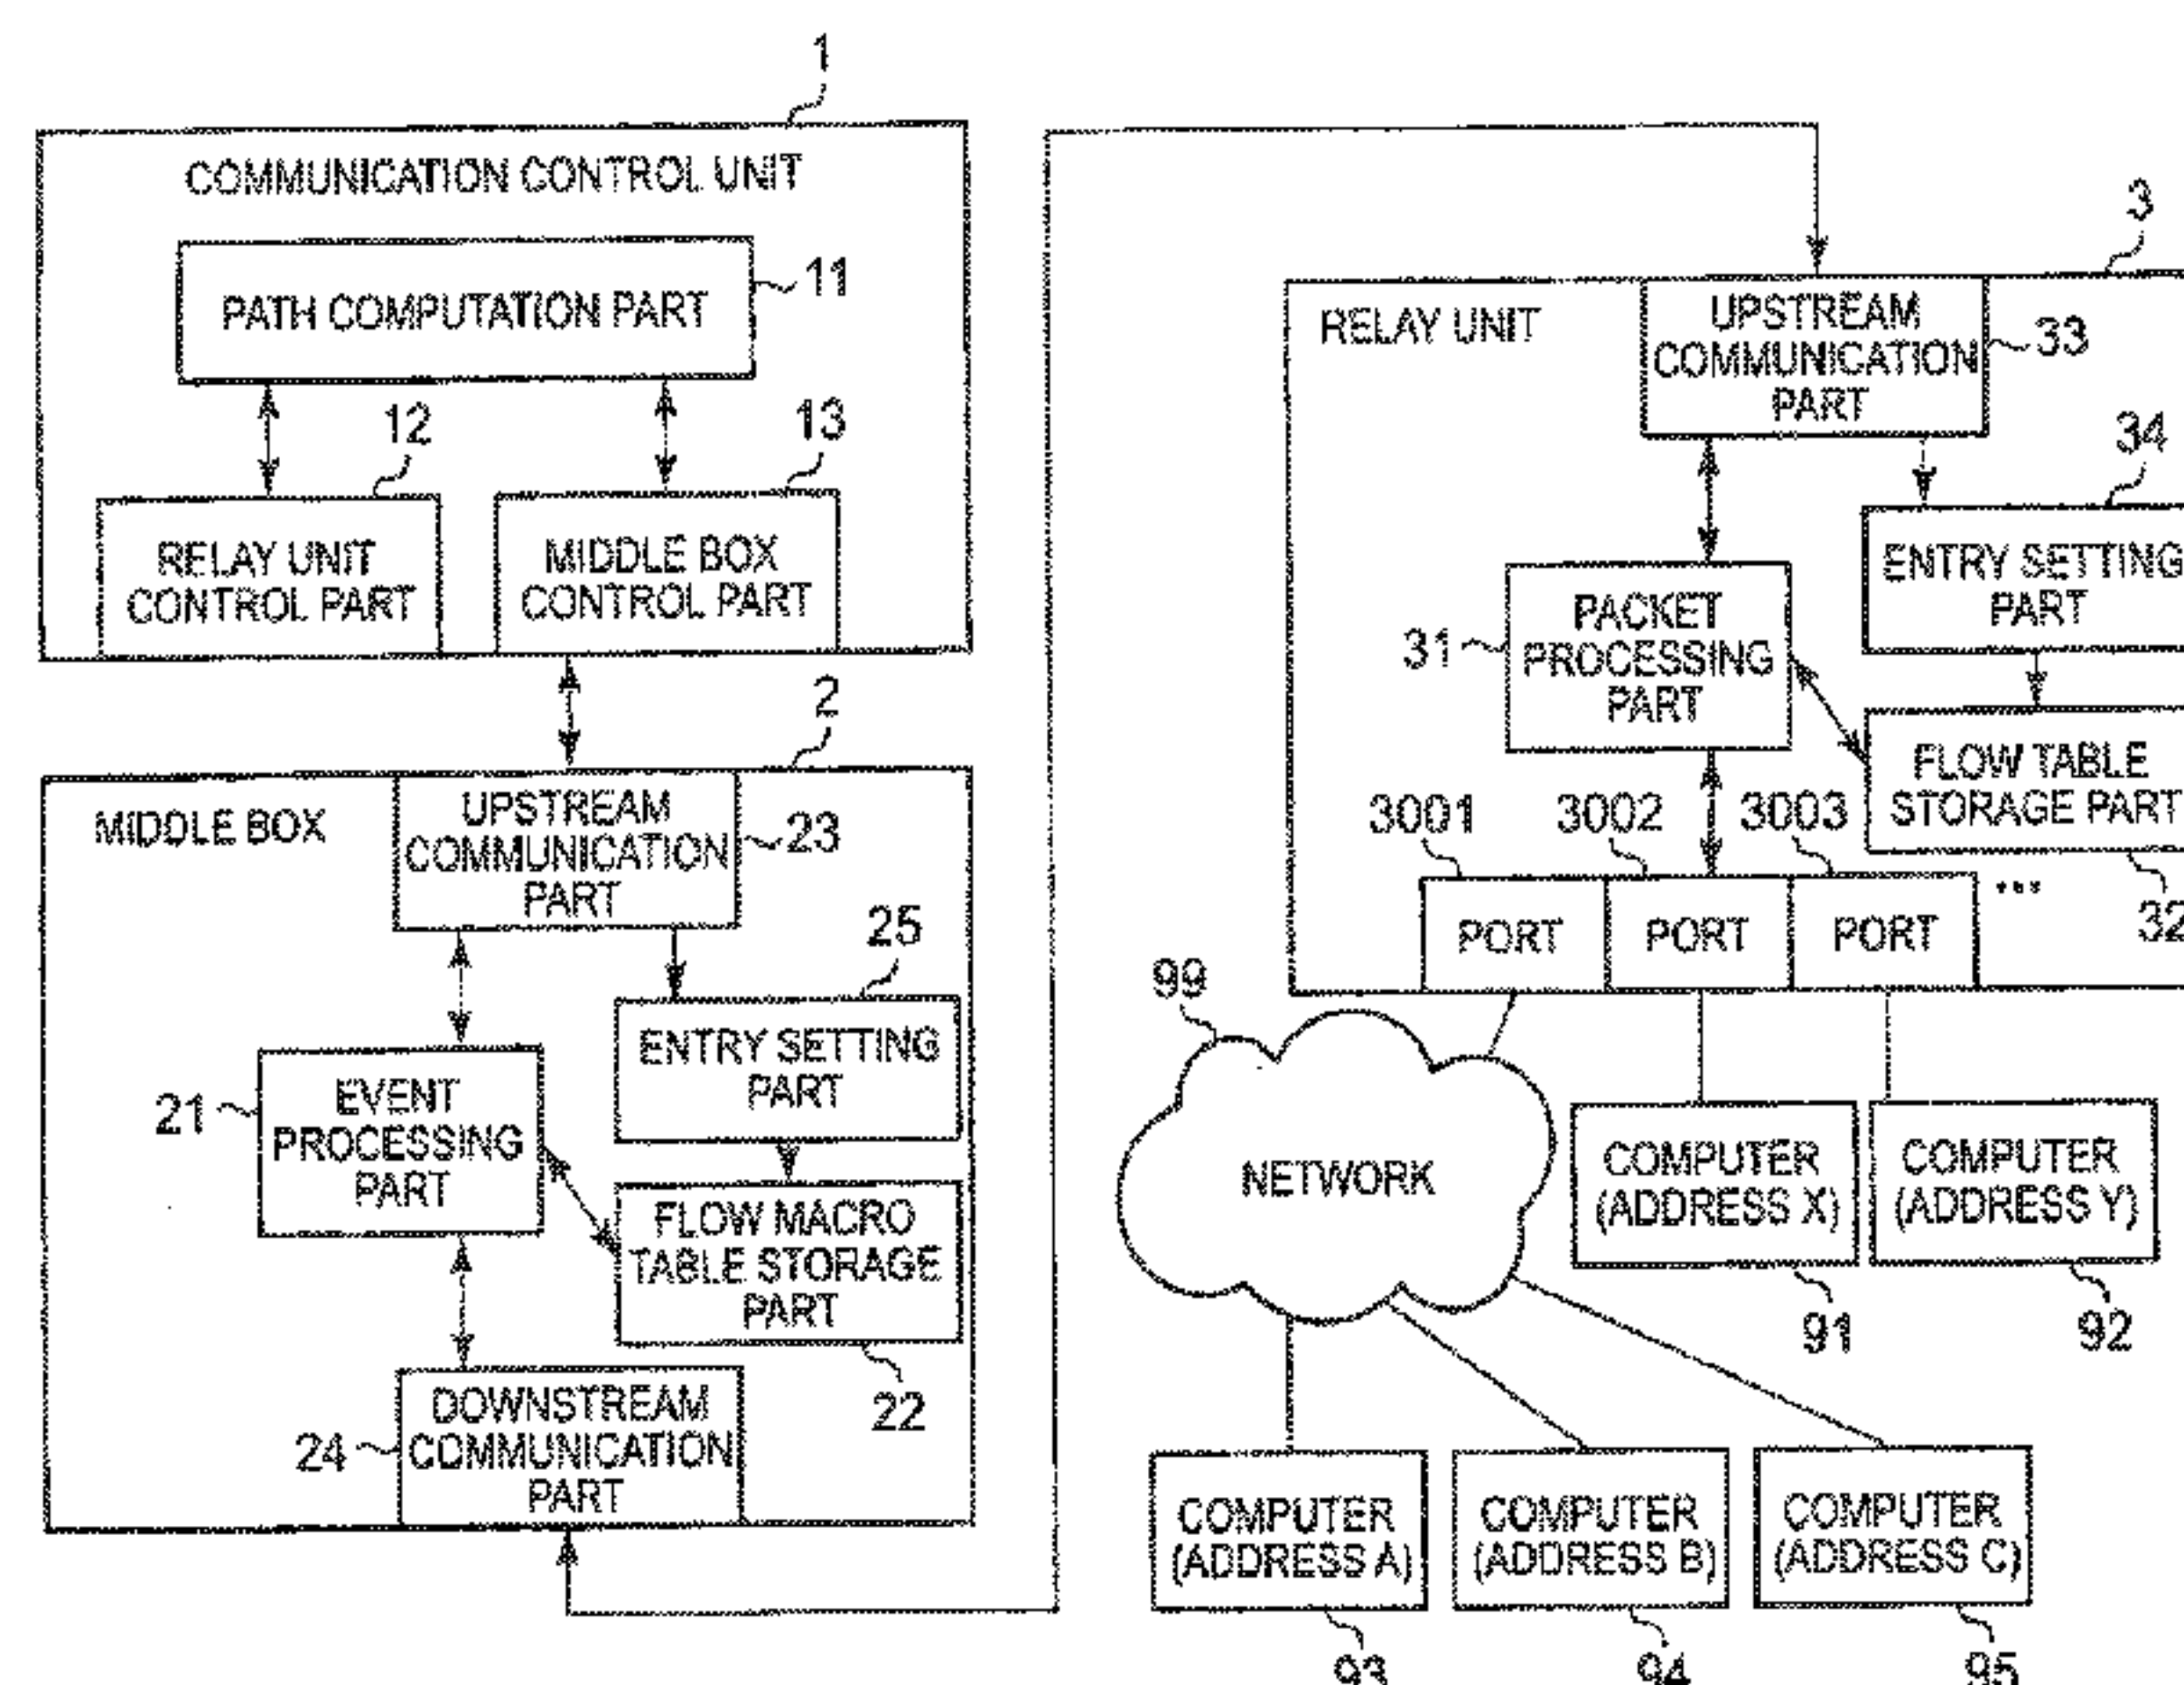 1
COMMUNICATION CONTROL UNIT
PATH COMPUTATION PART
11
12
13
RELAY UNIT
CONTROL PART
MIDDLE BOX
CONTROL PART
2
MIDDLE BOX
UPSTREAM
COMMUNICATION
PART
23
25
ENTRY SETTING
PART
21
EVENT
PROCESSING
PART
FLOW MACRO
TABLE STORAGE
PART
22
24
DOWNSTREAM
COMMUNICATION
PART
3
RELAY UNIT
UPSTREAM
COMMUNICATION
PART
33
34
ENTRY SETTING
PART
31
PACKET
PROCESSING
PART
FLOW TABLE
STORAGE PART
32
3001
3002
3003
PORT
PORT
PORT
...
99
NETWORK
COMPUTER
(ADDRESS X)
91
COMPUTER
(ADDRESS Y)
92
COMPUTER
(ADDRESS A)
93
COMPUTER
(ADDRESS B)
94
COMPUTER
(ADDRESS C)
95